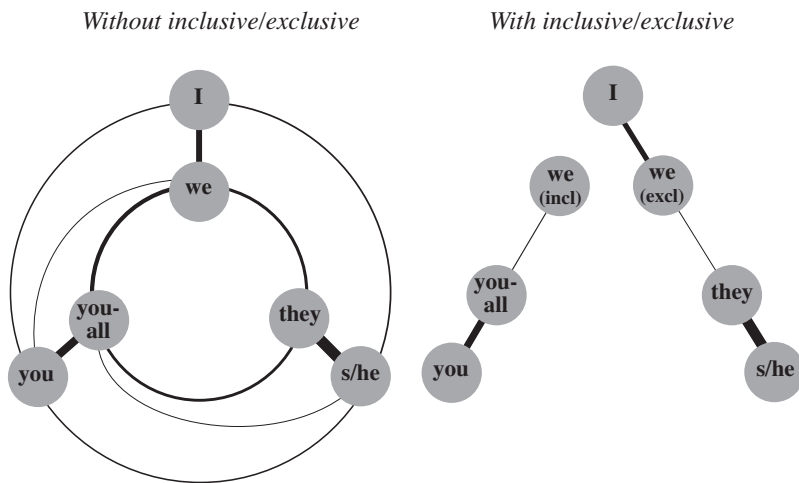 Without inclusive/exclusive
With inclusive/exclusive
I
we
you-
all
they
you
s/he
I
we
(incl)
we
(excl)
you-
all
they
you
s/he